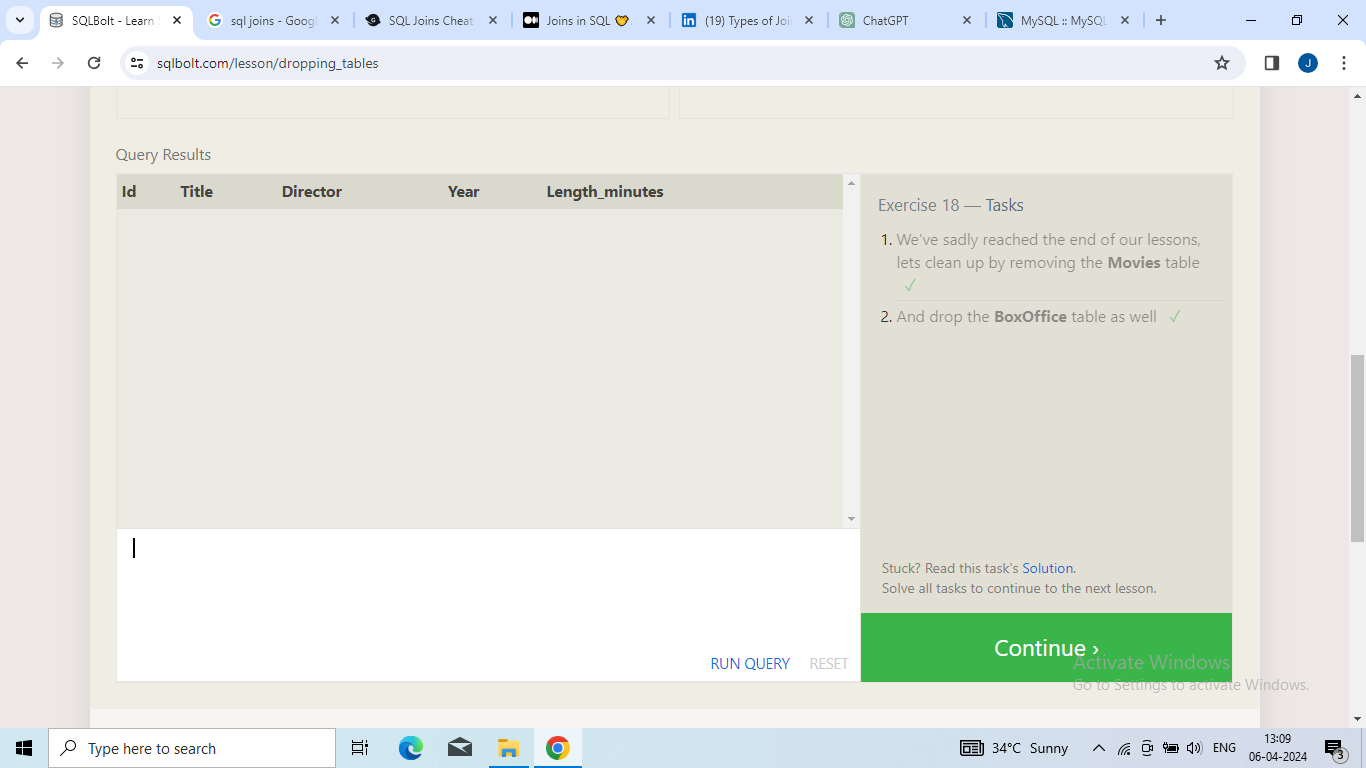 SQLBolt - Learn
sql joins - Goog
SQL Joins Cheat
Joins in SQL
(19) Types of Joi
ChatGPT
MySQL :: MySQL
sqlbolt.com/lesson/dropping_tables
J
Query Results
Id Title Director Year Length_minutes
Exercise 18 — Tasks
1. We've sadly reached the end of our lessons,
lets clean up by removing the Movies table
✓
2. And drop the BoxOffice table as well ✓
Stuck? Read this task's Solution.
Solve all tasks to continue to the next lesson.
RUN QUERY RESET
Continue ›
Activate Windows
Go to Settings to activate Windows.
Type here to search
34°C Sunny
ENG
13:09
06-04-2024
3